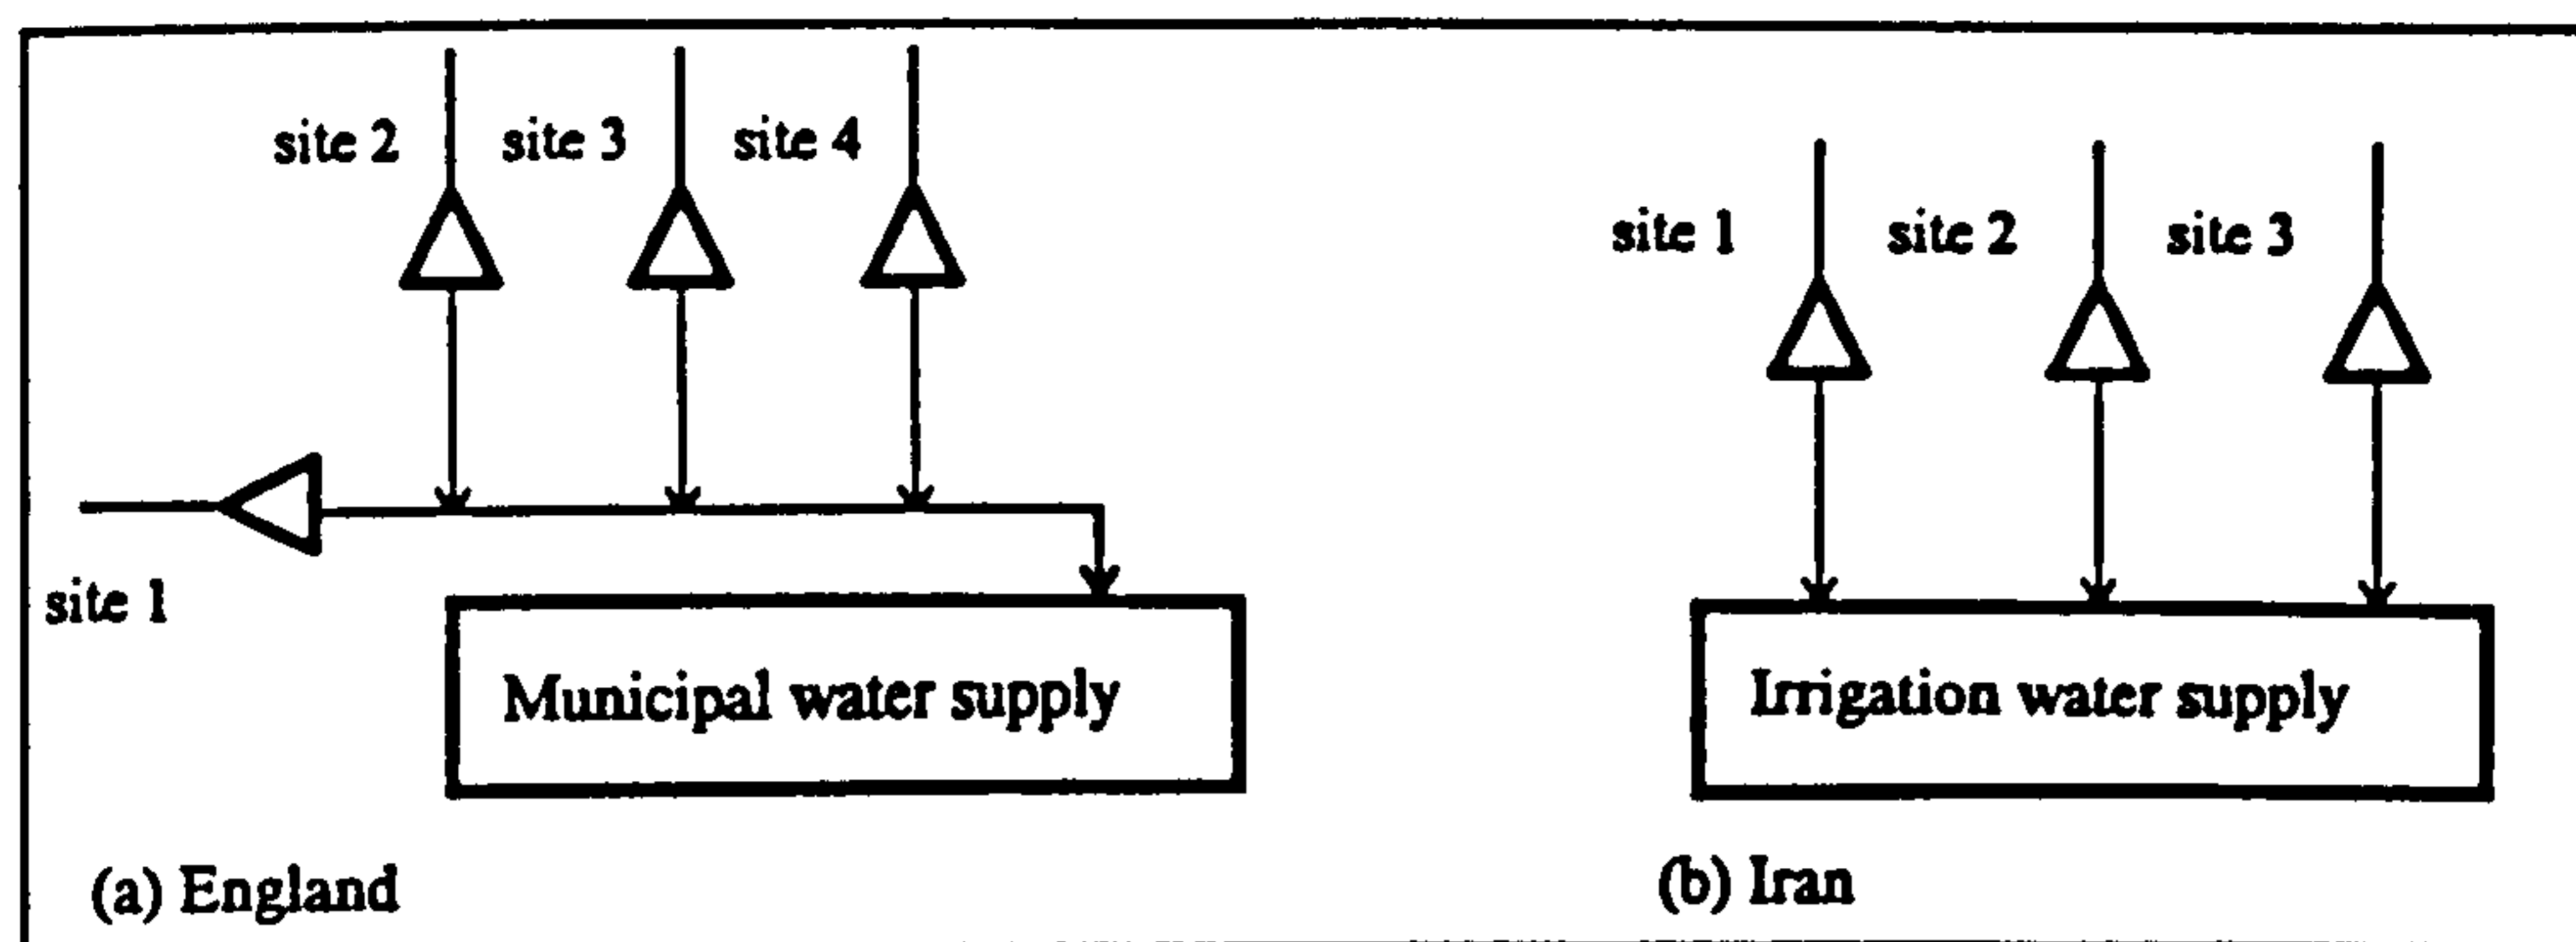 site 2 site 3 site 4
site 1
Municipal water supply
(a) England
site 1 site 2 site 3
Irrigation water supply
(b) Iran